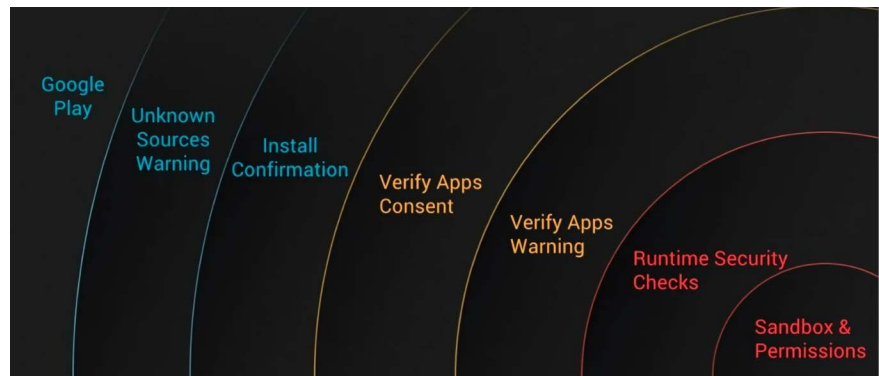 Google
Play
Unknown
Sources
Warning
Install
Confirmation
Verify Apps
Consent
Verify Apps
Warning
Runtime Security
Checks
Sandbox &
Permissions